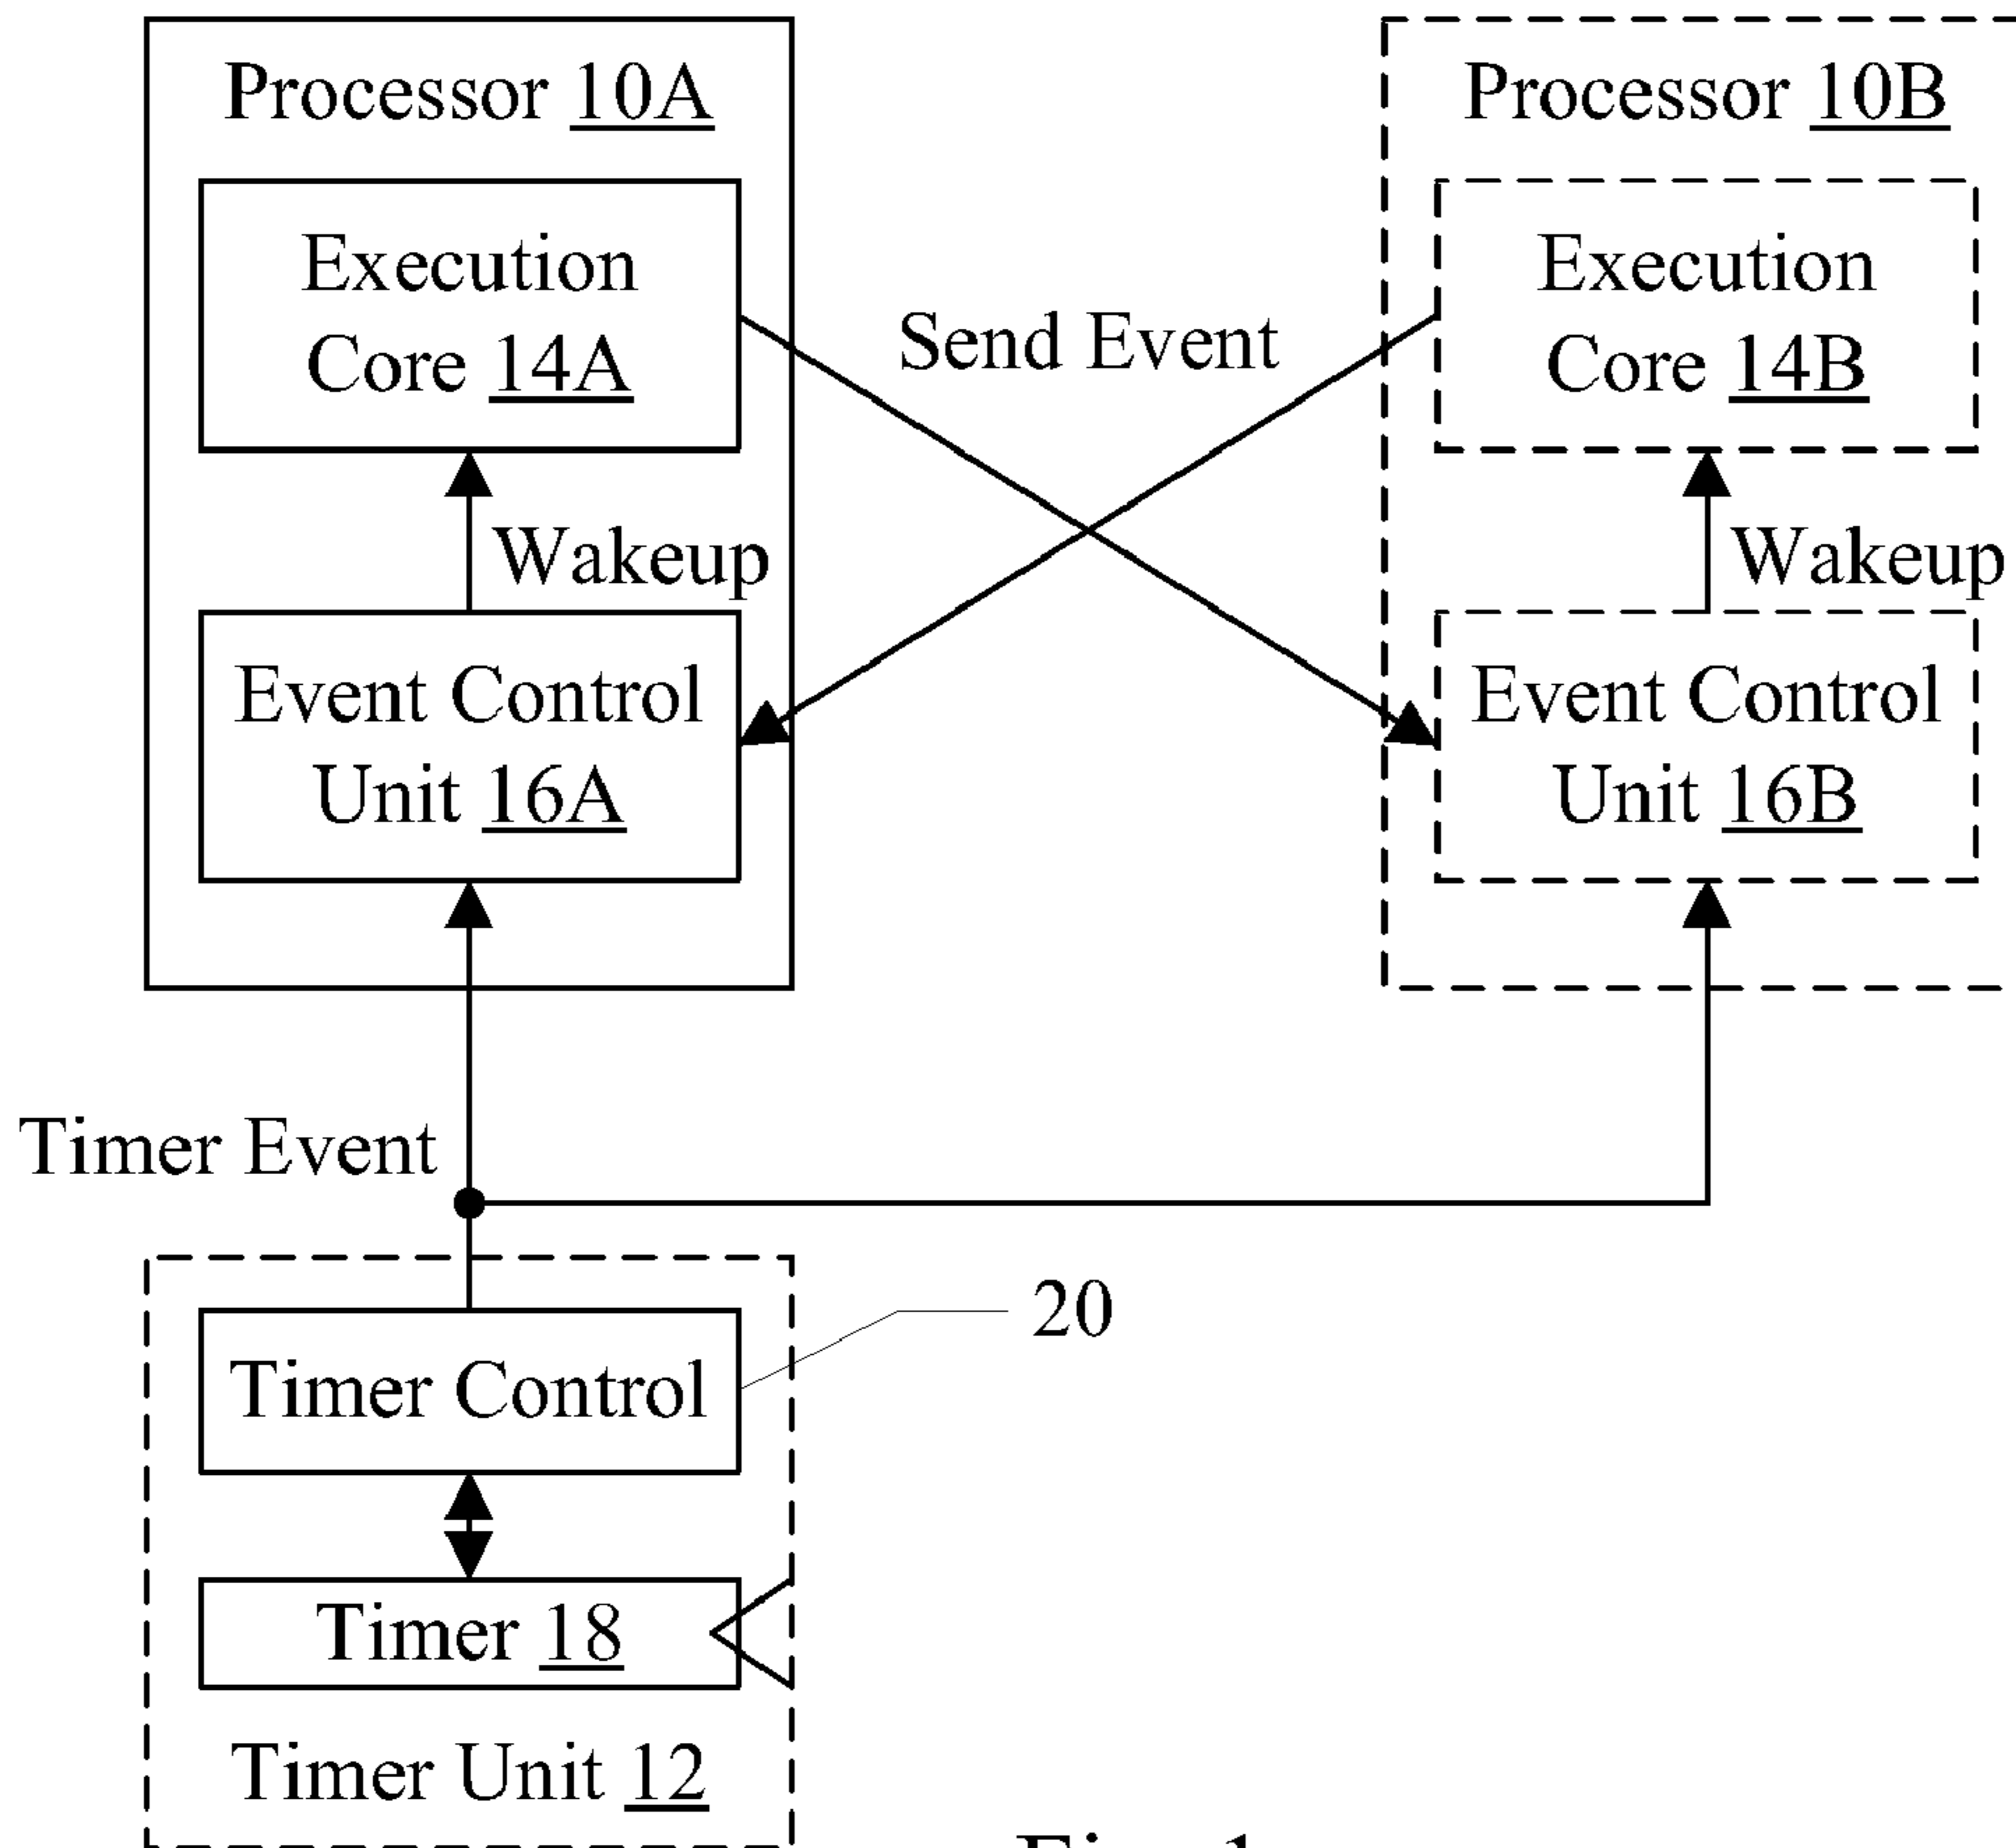 Processor 10A
Execution
Core 14A
Wakeup
Event Control
Unit 16A
Send Event
Processor 10B
Execution
Core 14B
Wakeup
Event Control
Unit 16B
Timer Event
20
Timer Control
Timer 18
Timer Unit 12